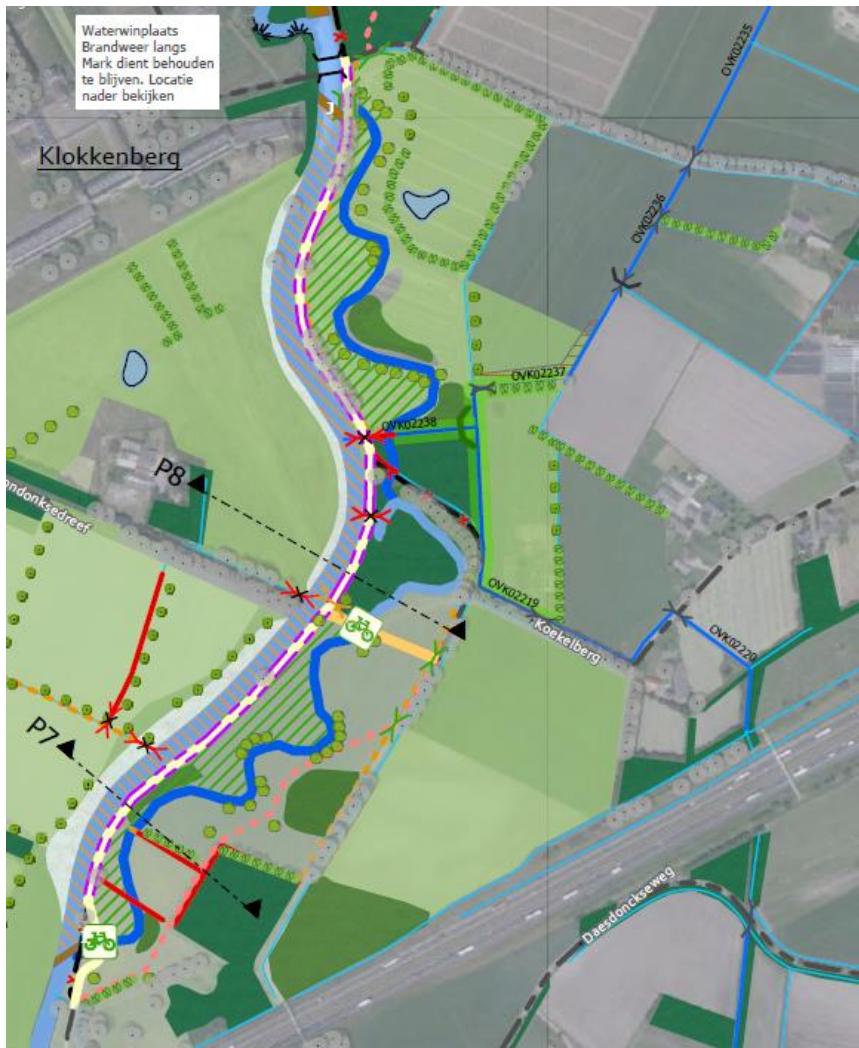 Waterwinplaats
Brandweer langs
Mark dient behouden
te blijven. Locatie
nader bekijken
J
Klokkenberg
OVK02235
OVK02236
OVK02237
OVK02238
P8
ondonksedreef
OVK02219
Koekelberg
OVK02220
P7
Daesdonckseweg